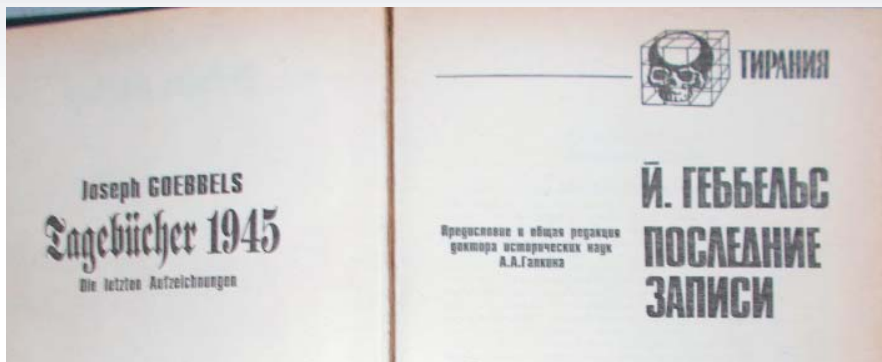 Joseph GOEBBELS
Tagebücher 1945
Die letzten Aufzeichnungen
ТИРАНИЯ
Й. ГЕББЕЛЬС
ПОСЛЕДНИЕ
ЗАПИСИ
Предисловие и общая редакция
доктора исторических наук
А.А.Галкина